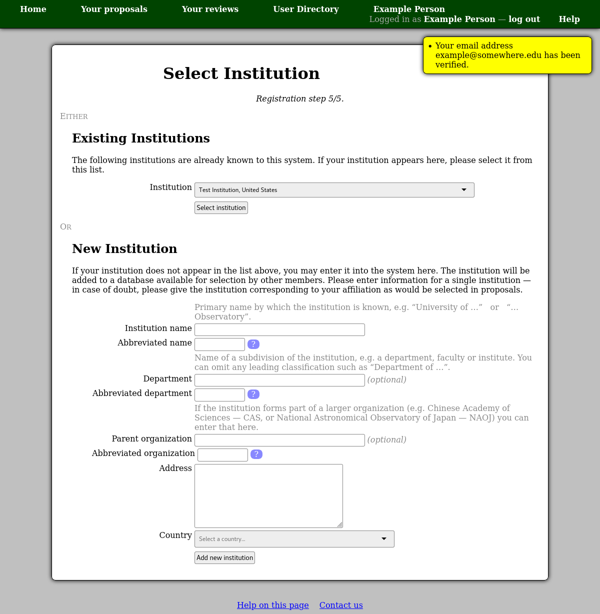 Home Your proposals Your reviews User Directory Example Person
Logged in as Example Person — log out Help
• Your email address
example@somewhere.edu has been
verified.
Select Institution
Registration step 5/5.
EITHER
Existing Institutions
The following institutions are already known to this system. If your institution appears here, please select it from
this list.
Institution Test Institution, United States
Select institution
OR
New Institution
If your institution does not appear in the list above, you may enter it into the system here. The institution will be
added to a database available for selection by other members. Please enter information for a single institution —
in case of doubt, please give the institution corresponding to your affiliation as would be selected in proposals.
Primary name by which the institution is known, e.g. “University of ...” or “...
Observatory”.
Institution name
Abbreviated name ?
Name of a subdivision of the institution, e.g. a department, faculty or institute. You
can omit any leading classification such as “Department of ...”.
Department (optional)
Abbreviated department ?
If the institution forms part of a larger organization (e.g. Chinese Academy of
Sciences — CAS, or National Astronomical Observatory of Japan — NAOJ) you can
enter that here.
Parent organization (optional)
Abbreviated organization ?
Address
Country Select a country...
Add new institution
Help on this page Contact us